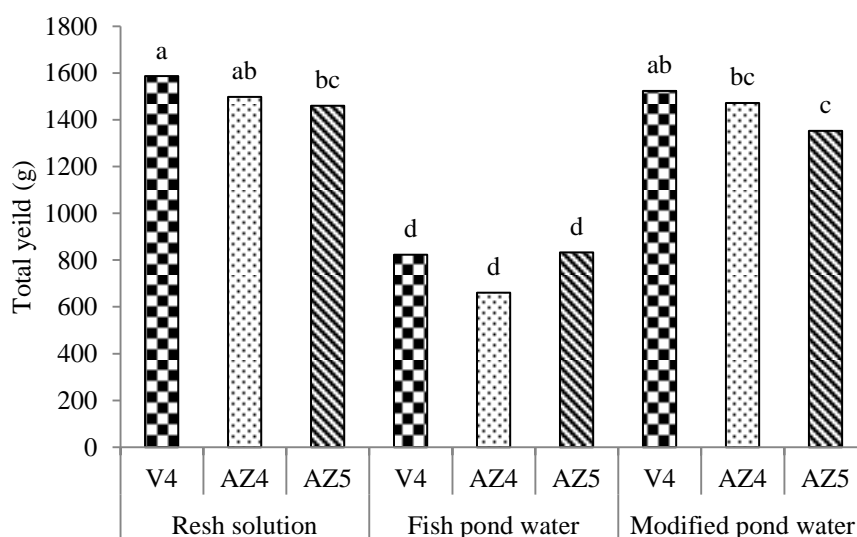 Total yeild (g)
1800
1600
1400
1200
1000
800
600
400
200
0
a
ab
bc
d
d
d
ab
bc
c
V4 AZ4 AZ5 V4 AZ4 AZ5 V4 AZ4 AZ5
Resh solution Fish pond water Modified pond water